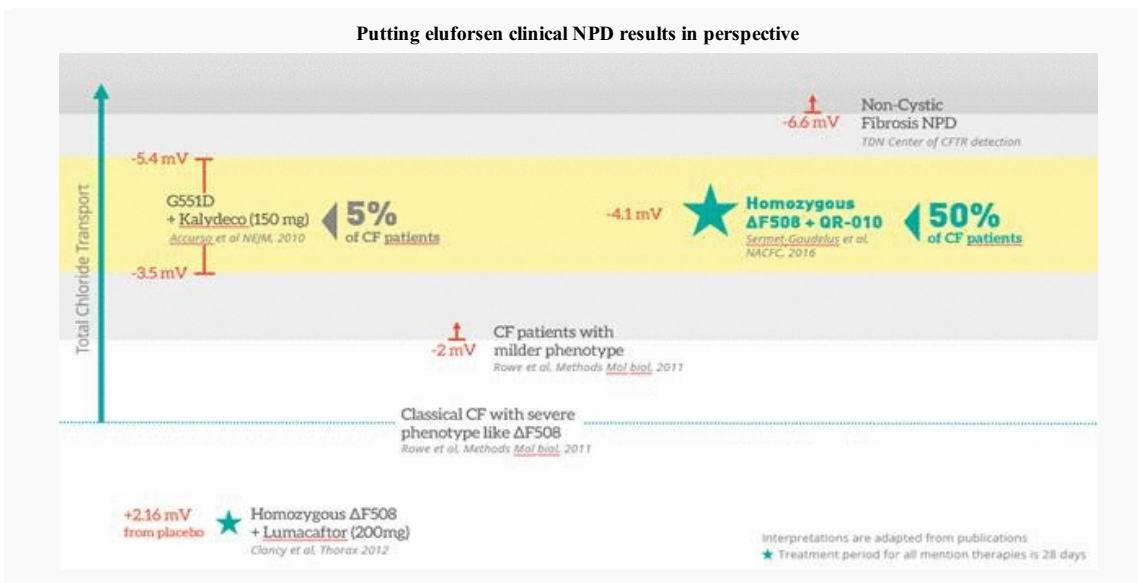 Putting eluforsen clinical NPD results in perspective
Total Chloride Transport
-6.6 mV
Non-Cystic
Fibrosis NPD
TDN Center of CFTR detection
-5.4 mV
G551D
+ Kalydeco (150 mg)
Accurso et al NEJM, 2010
-3.5 mV
5%
of CF patients
-4.1 mV
Homozygous
ΔF508 + QR-010
Sermet-Gaudelus et al.
NACFC, 2016
50%
of CF patients
-2 mV
CF patients with
milder phenotype
Rowe et al, Methods Mol biol, 2011
Classical CF with severe
phenotype like ΔF508
Rowe et al, Methods Mol biol, 2011
+2.16 mV
from placebo
Homozygous ΔF508
+ Lumacaftor (200mg)
Clancy et al, Thorax 2012
Interpretations are adapted from publications
★ Treatment period for all mention therapies is 28 days